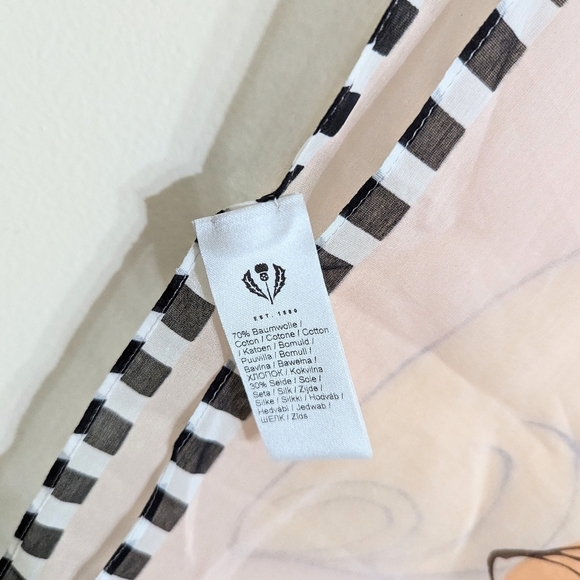 EST. 1880
70% Baumwolle /
Coton / Cotone / Cotton
/ Katoen / Bomuld /
Puuvilla / Bomull /
Bavlna / Bawełna /
ХЛОПОК / Kokvilna
30% Seide / Soie /
Seta / Silk / Zijde /
Silke / Silkki / Hodváb /
Hedvábí / Jedwab /
ШЕЛК / Zīds